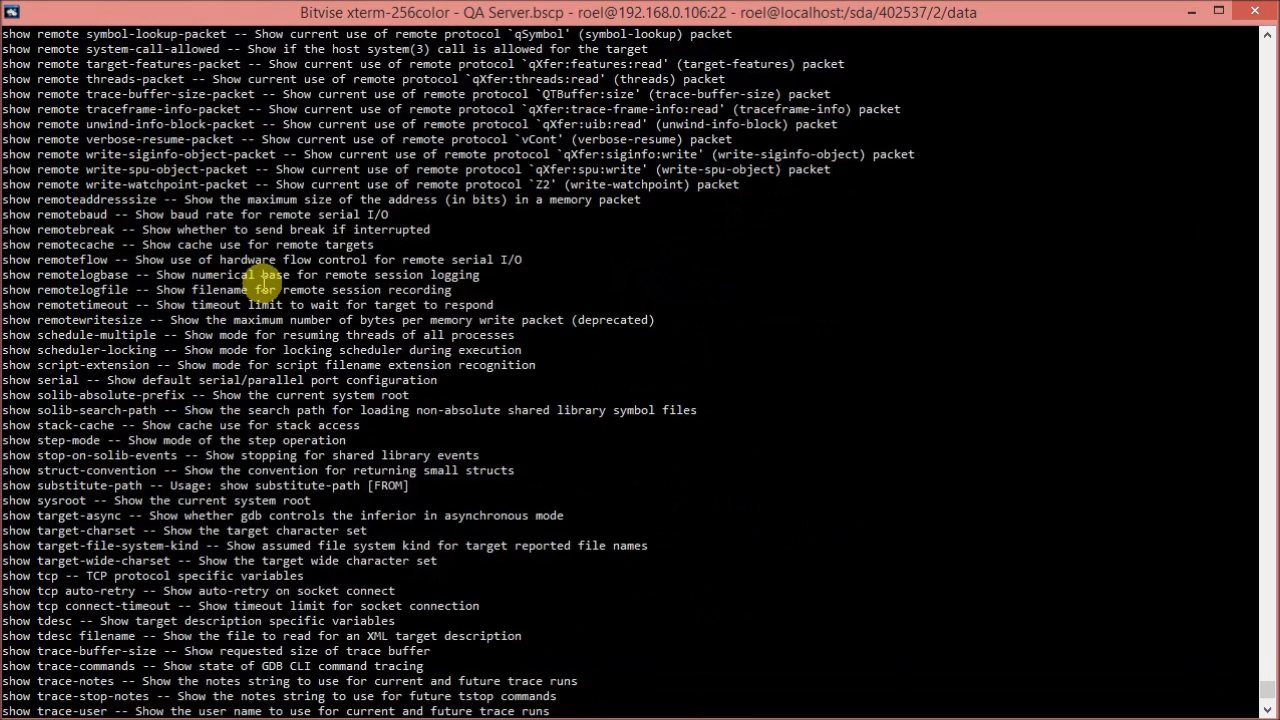 Bitvise xterm-256color - QA Server.bscp - roel@192.168.0.106:22 - roel@localhost:/sda/402537/2/data
show remote symbol-lookup-packet -- Show current use of remote protocol `qSymbol' (symbol-lookup) packet
show remote system-call-allowed -- Show if the host system(3) call is allowed for the target
show remote target-features-packet -- Show current use of remote protocol `qXfer:features:read' (target-features) packet
show remote threads-packet -- Show current use of remote protocol `qXfer:threads:read' (threads) packet
show remote trace-buffer-size-packet -- Show current use of remote protocol `QTBuffer:size' (trace-buffer-size) packet
show remote traceframe-info-packet -- Show current use of remote protocol `qXfer:trace-frame-info:read' (traceframe-info) packet
show remote unwind-info-block-packet -- Show current use of remote protocol `qXfer:uib:read' (unwind-info-block) packet
show remote verbose-resume-packet -- Show current use of remote protocol `vCont' (verbose-resume) packet
show remote write-siginfo-object-packet -- Show current use of remote protocol `qXfer:siginfo:write' (write-siginfo-object) packet
show remote write-spu-object-packet -- Show current use of remote protocol `qXfer:spu:write' (write-spu-object) packet
show remote write-watchpoint-packet -- Show current use of remote protocol `Z2' (write-watchpoint) packet
show remoteaddresssize -- Show the maximum size of the address (in bits) in a memory packet
show remotebaud -- Show baud rate for remote serial I/O
show remotebreak -- Show whether to send break if interrupted
show remotecache -- Show cache use for remote targets
show remoteflow -- Show use of hardware flow control for remote serial I/O
show remotelogbase -- Show numerical base for remote session logging
show remotelogfile -- Show filename for remote session recording
show remotetimeout -- Show timeout limit to wait for target to respond
show remotewritesize -- Show the maximum number of bytes per memory write packet (deprecated)
show schedule-multiple -- Show mode for resuming threads of all processes
show scheduler-locking -- Show mode for locking scheduler during execution
show script-extension -- Show mode for script filename extension recognition
show serial -- Show default serial/parallel port configuration
show solib-absolute-prefix -- Show the current system root
show solib-search-path -- Show the search path for loading non-absolute shared library symbol files
show stack-cache -- Show cache use for stack access
show step-mode -- Show mode of the step operation
show stop-on-solib-events -- Show stopping for shared library events
show struct-convention -- Show the convention for returning small structs
show substitute-path -- Usage: show substitute-path [FROM]
show sysroot -- Show the current system root
show target-async -- Show whether gdb controls the inferior in asynchronous mode
show target-charset -- Show the target character set
show target-file-system-kind -- Show assumed file system kind for target reported file names
show target-wide-charset -- Show the target wide character set
show tcp -- TCP protocol specific variables
show tcp auto-retry -- Show auto-retry on socket connect
show tcp connect-timeout -- Show timeout limit for socket connection
show tdesc -- Show target description specific variables
show tdesc filename -- Show the file to read for an XML target description
show trace-buffer-size -- Show requested size of trace buffer
show trace-commands -- Show state of GDB CLI command tracing
show trace-notes -- Show the notes string to use for current and future trace runs
show trace-stop-notes -- Show the notes string to use for future tstop commands
show trace-user -- Show the user name to use for current and future trace runs